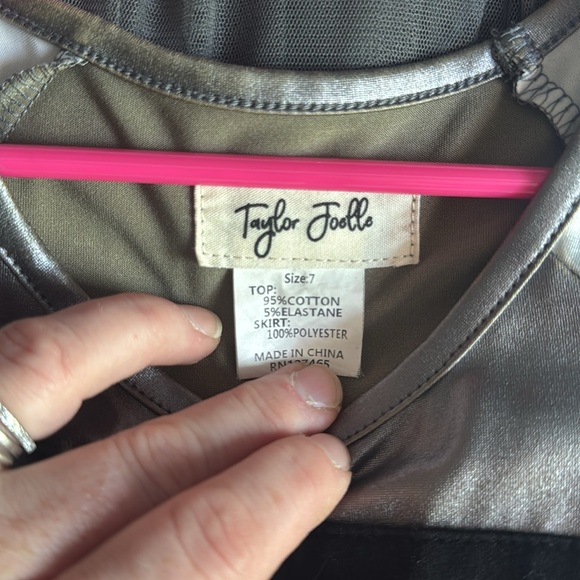 Taylor Joelle
Size:7
TOP:
95%COTTON
5%ELASTANE
SKIRT:
100%POLYESTER
MADE IN CHINA